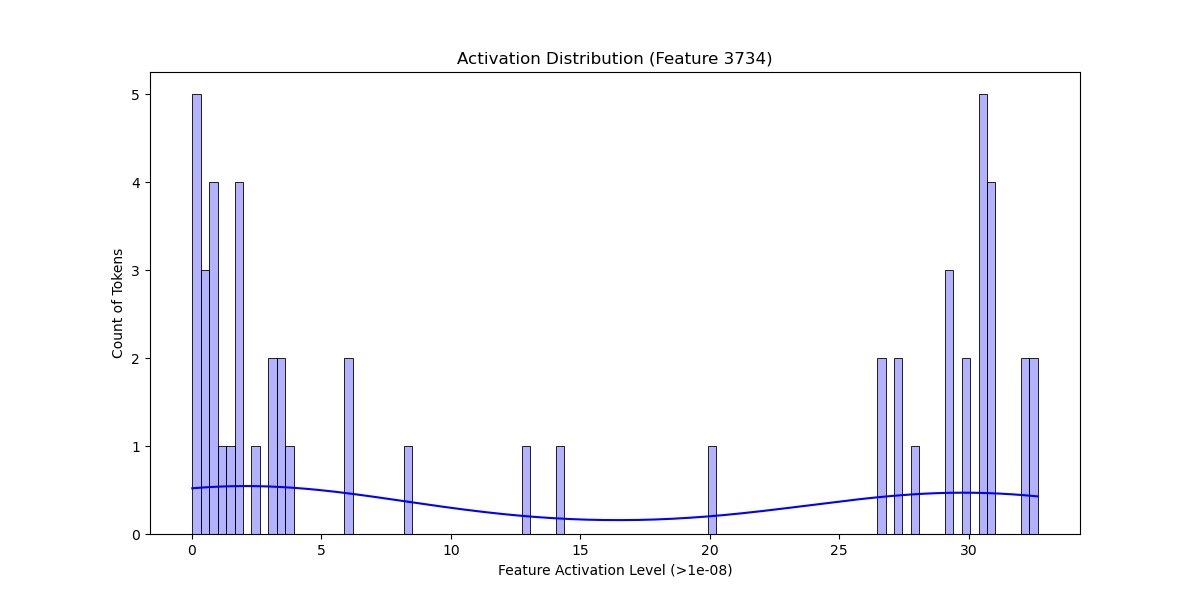 Activation Distribution (Feature 3734)
Count of Tokens
5
4
3
2
1
0
0 5 10 15 20 25 30
Feature Activation Level (>1e-08)